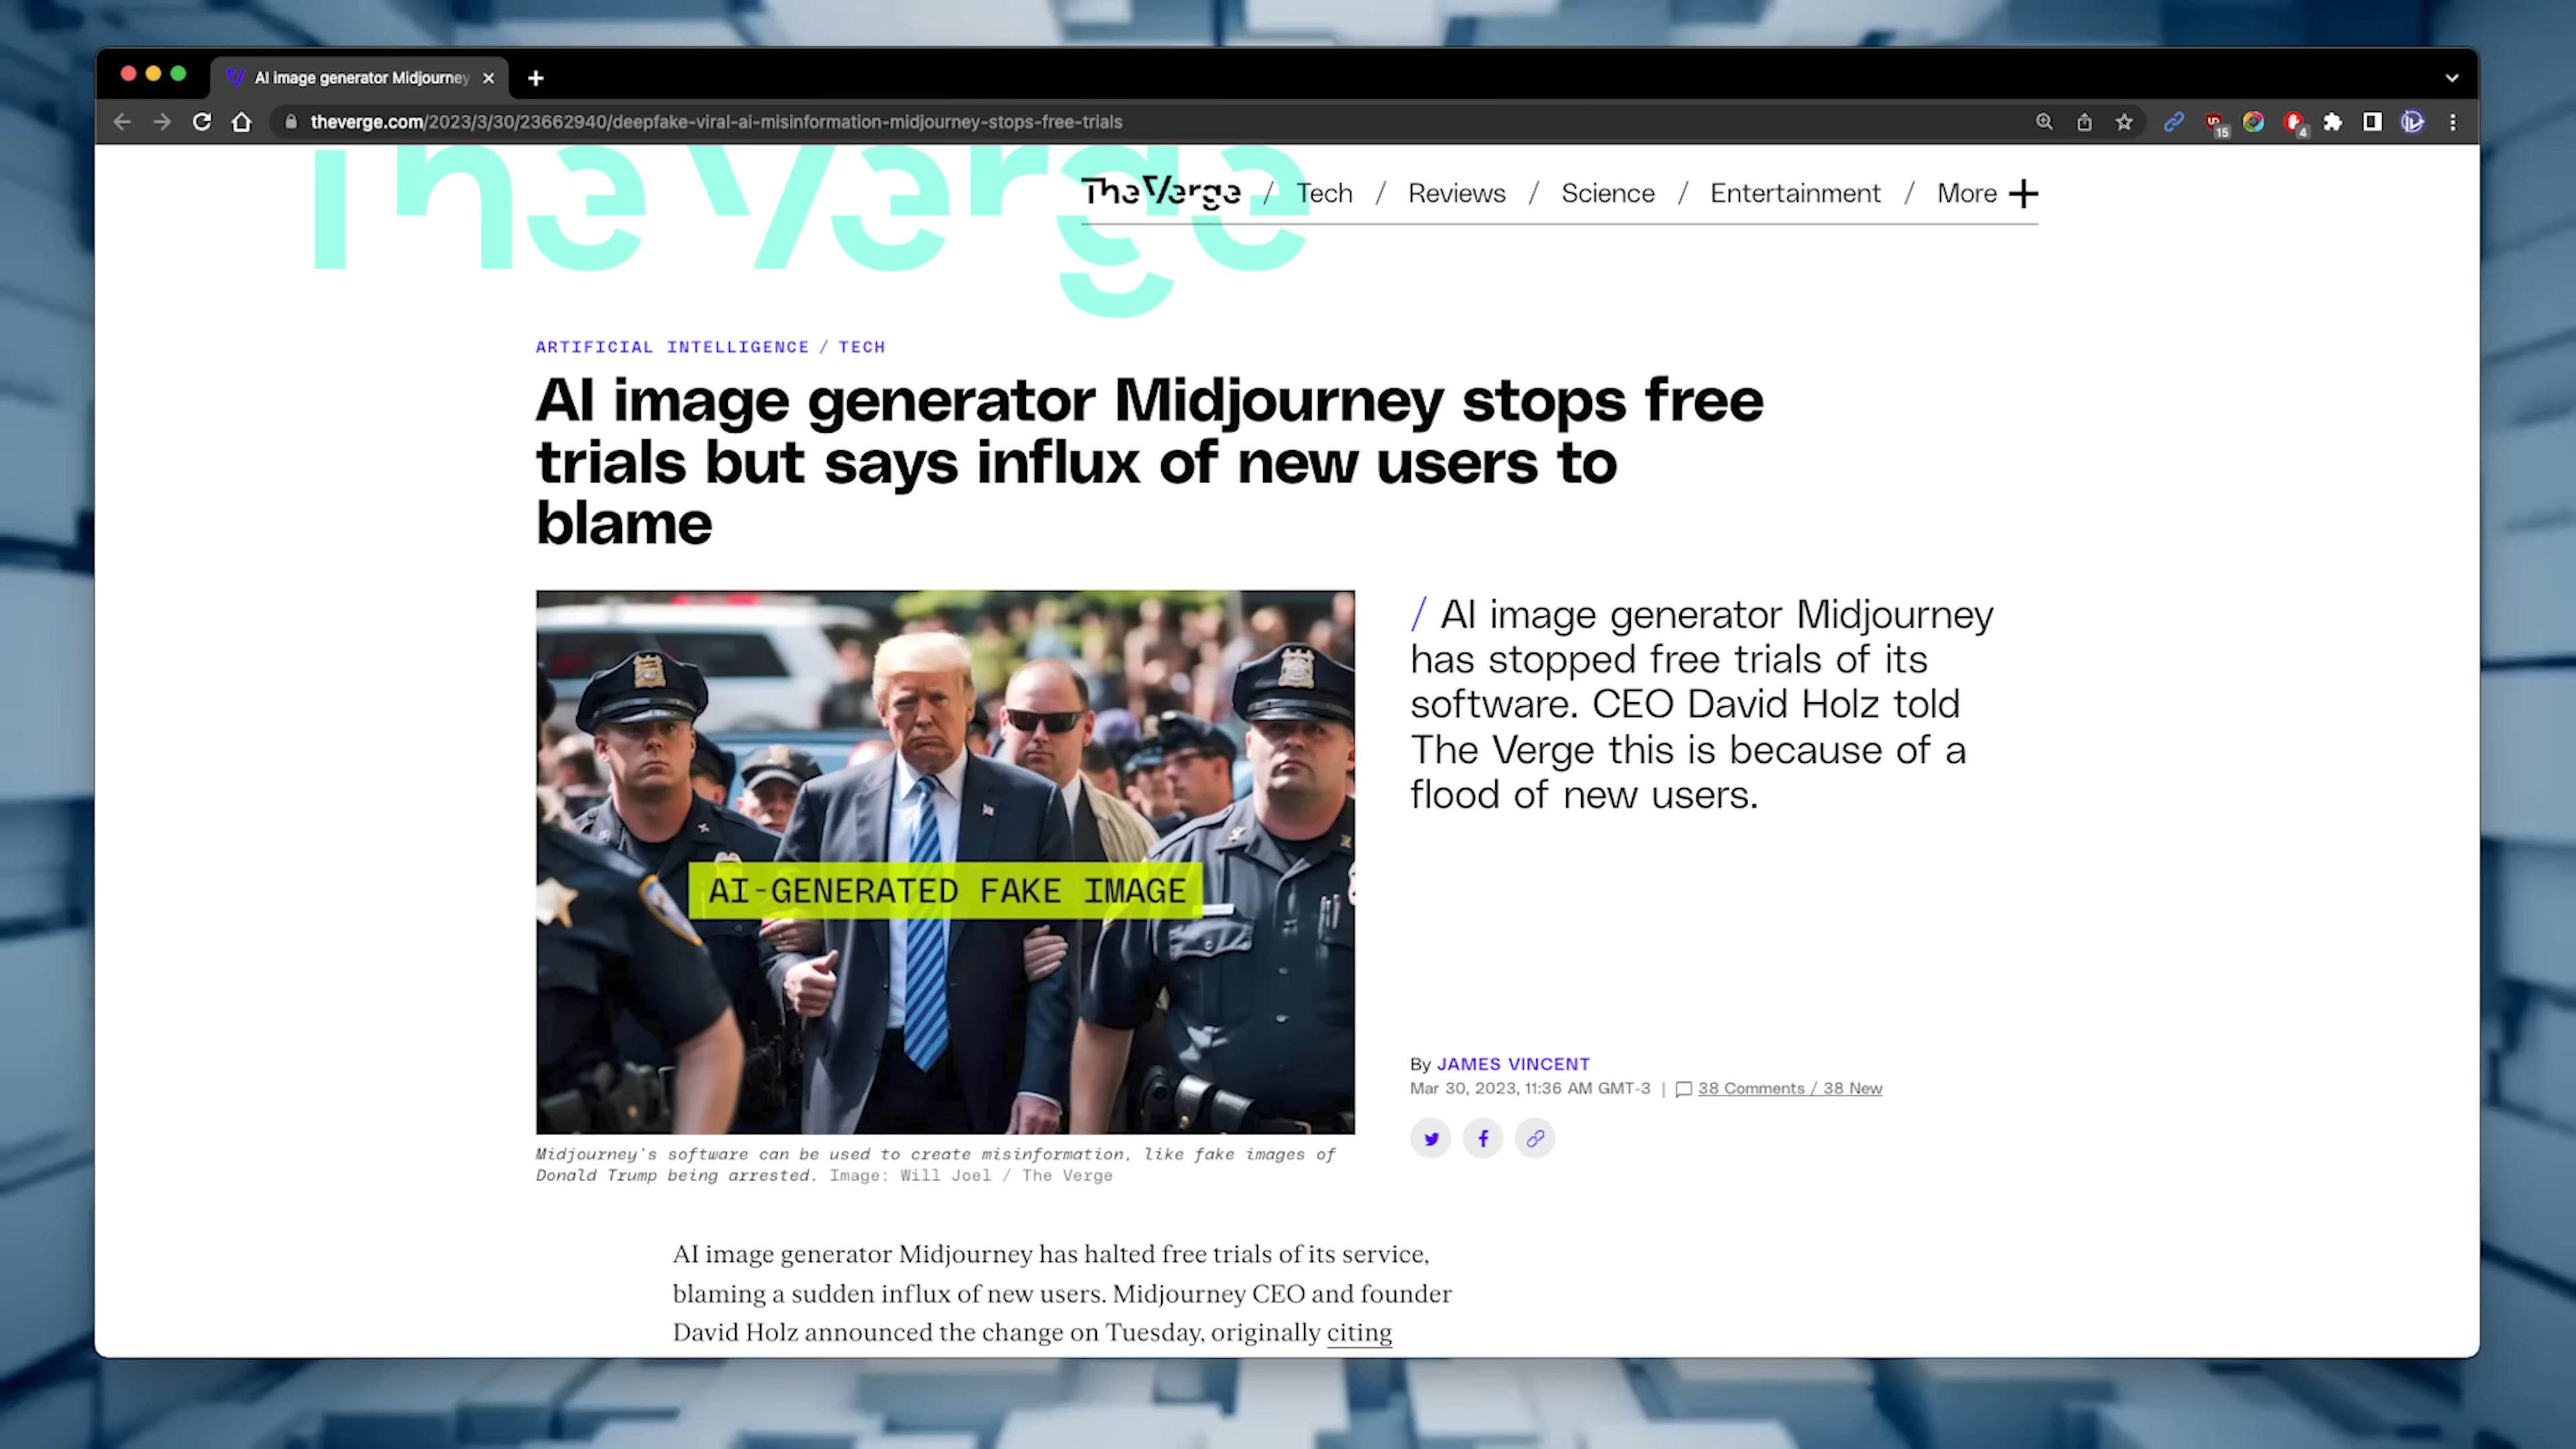 AI image generator Midjourney
theverge.com/2023/3/30/23662940/deepfake-viral-ai-misinformation-midjourney-stops-free-trials
15
4
The Verge
The Verge / Tech / Reviews / Science / Entertainment / More +
ARTIFICIAL INTELLIGENCE / TECH
AI image generator Midjourney stops free
trials but says influx of new users to
blame
AI-GENERATED FAKE IMAGE
/ AI image generator Midjourney
has stopped free trials of its
software. CEO David Holz told
The Verge this is because of a
flood of new users.
By JAMES VINCENT
Mar 30, 2023, 11:36 AM GMT-3 | 38 Comments / 38 New
Midjourney's software can be used to create misinformation, like fake images of
Donald Trump being arrested. Image: Will Joel / The Verge
AI image generator Midjourney has halted free trials of its service,
blaming a sudden influx of new users. Midjourney CEO and founder
David Holz announced the change on Tuesday, originally citing